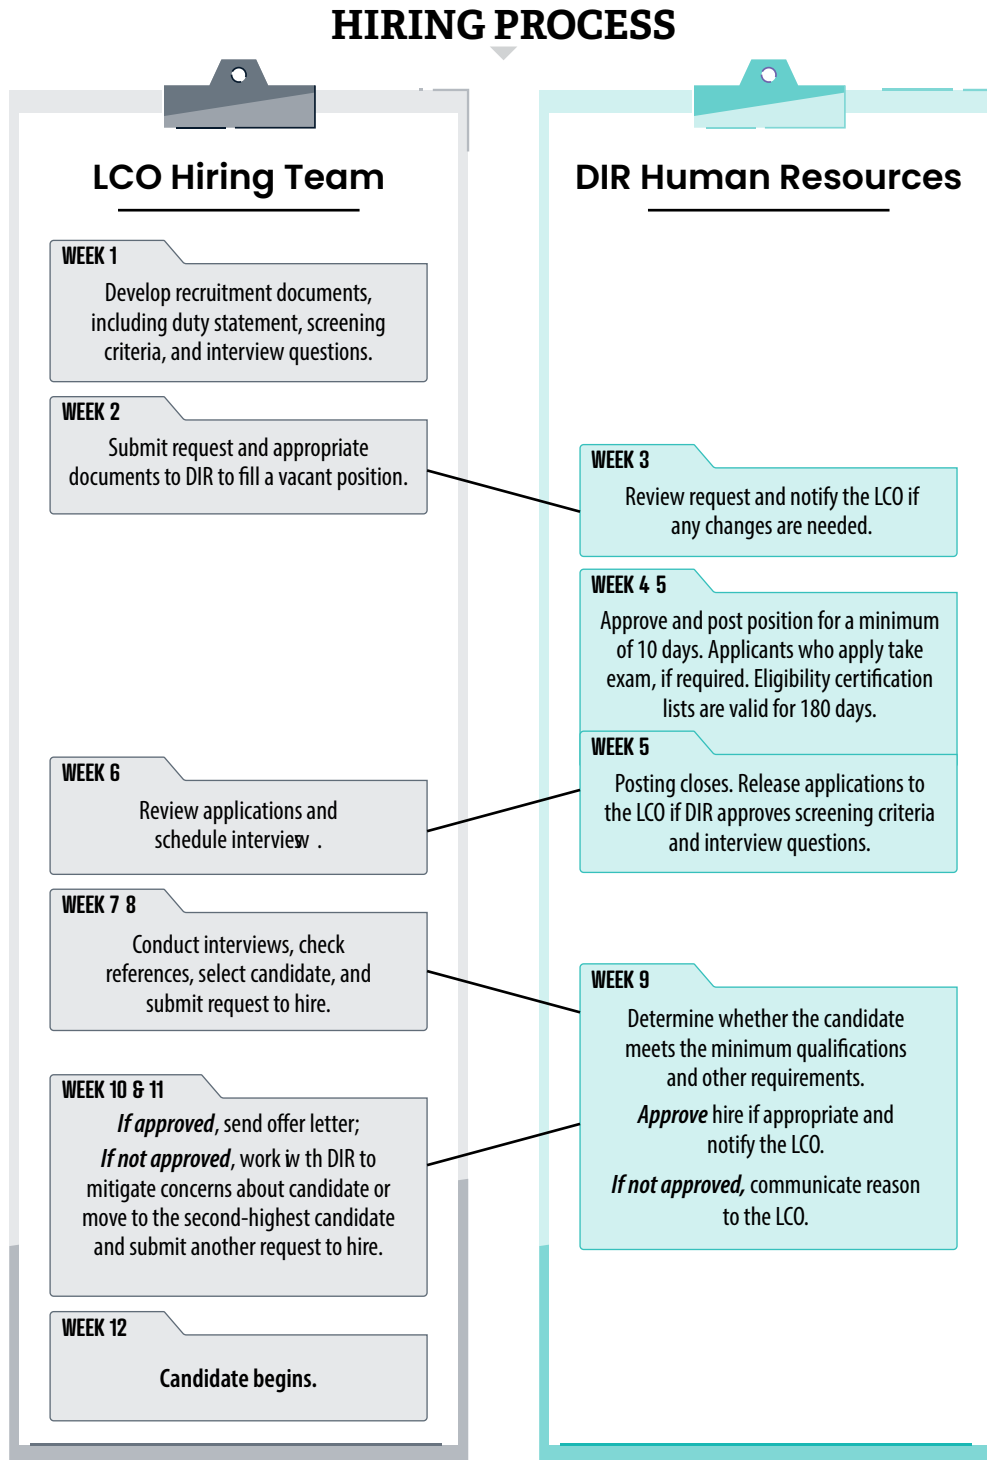 HIRING PROCESS
LCO Hiring Team
WEEK 1
Develop recruitment documents,
including duty statement, screening
criteria, and interview questions.
WEEK 2
Submit request and appropriate
documents to DIR to fill a vacant position.
WEEK 6
Review applications and
schedule interviews.
WEEK 7 8
Conduct interviews, check
references, select candidate, and
submit request to hire.
WEEK 10 & 11
If approved, send offer letter;
If not approved, work with DIR to
mitigate concerns about candidate or
move to the second-highest candidate
and submit another request to hire.
WEEK 12
Candidate begins.
DIR Human Resources
WEEK 3
Review request and notify the LCO if
any changes are needed.
WEEK 4 5
Approve and post position for a minimum
of 10 days. Applicants who apply take
exam, if required. Eligibility certification
lists are valid for 180 days.
WEEK 5
Posting closes. Release applications to
the LCO if DIR approves screening criteria
and interview questions.
WEEK 9
Determine whether the candidate
meets the minimum qualifications
and other requirements.
Approve hire if appropriate and
notify the LCO.
If not approved, communicate reason
to the LCO.